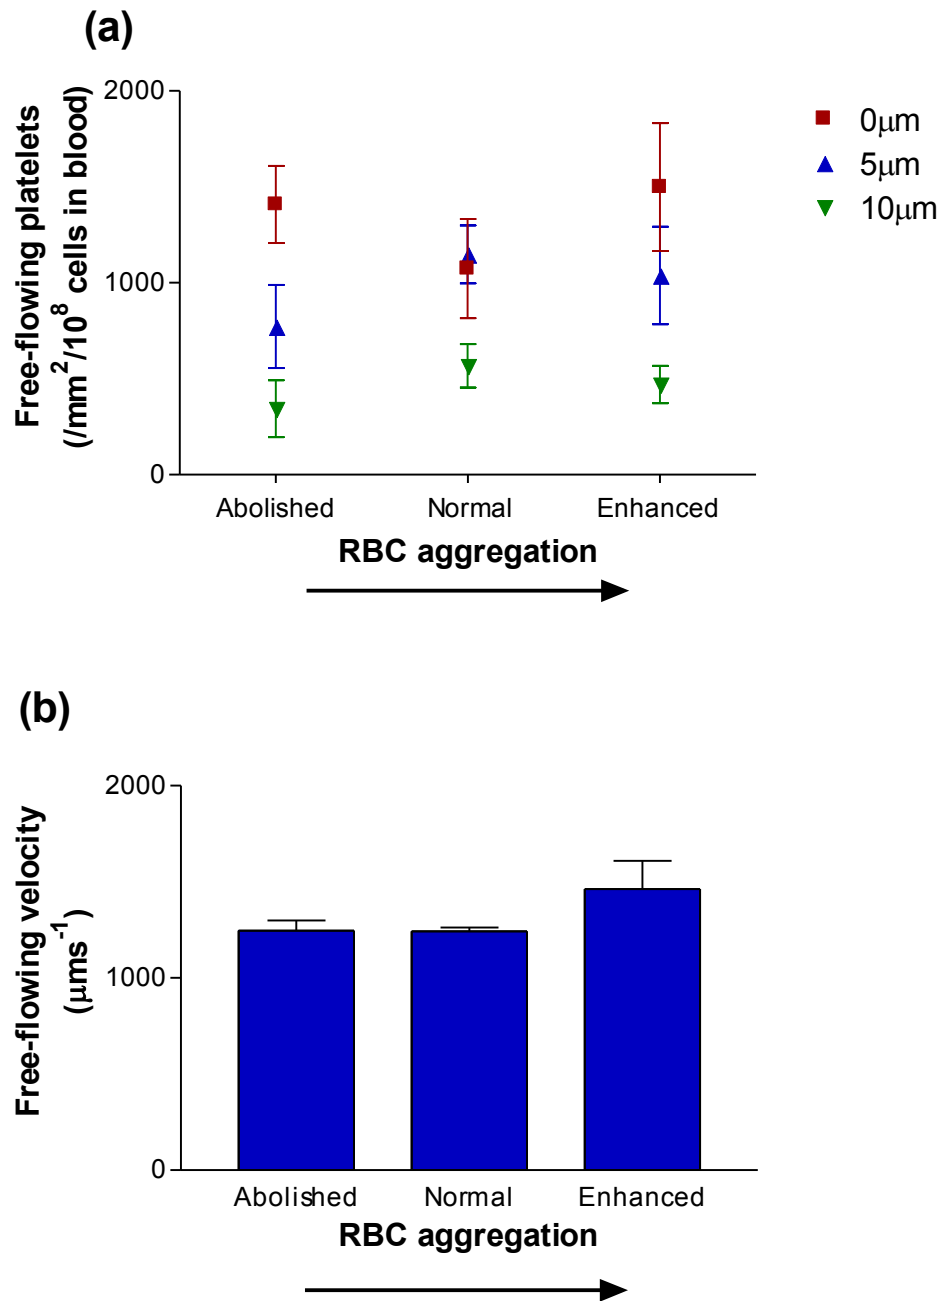 (a)
Free-flowing platelets
(/mm²/10⁸ cells in blood)
2000
1000
0
0μm
5μm
10μm
Abolished Normal Enhanced
RBC aggregation
(b)
Free-flowing velocity
(μms⁻¹)
2000
1000
0
Abolished Normal Enhanced
RBC aggregation